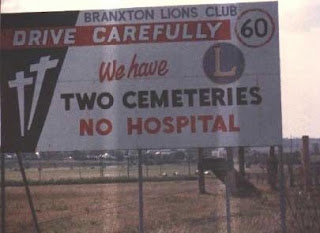 BRANXTON LIONS CLUB
DRIVE CAREFULLY 60
We have L
TWO CEMETERIES
NO HOSPITAL